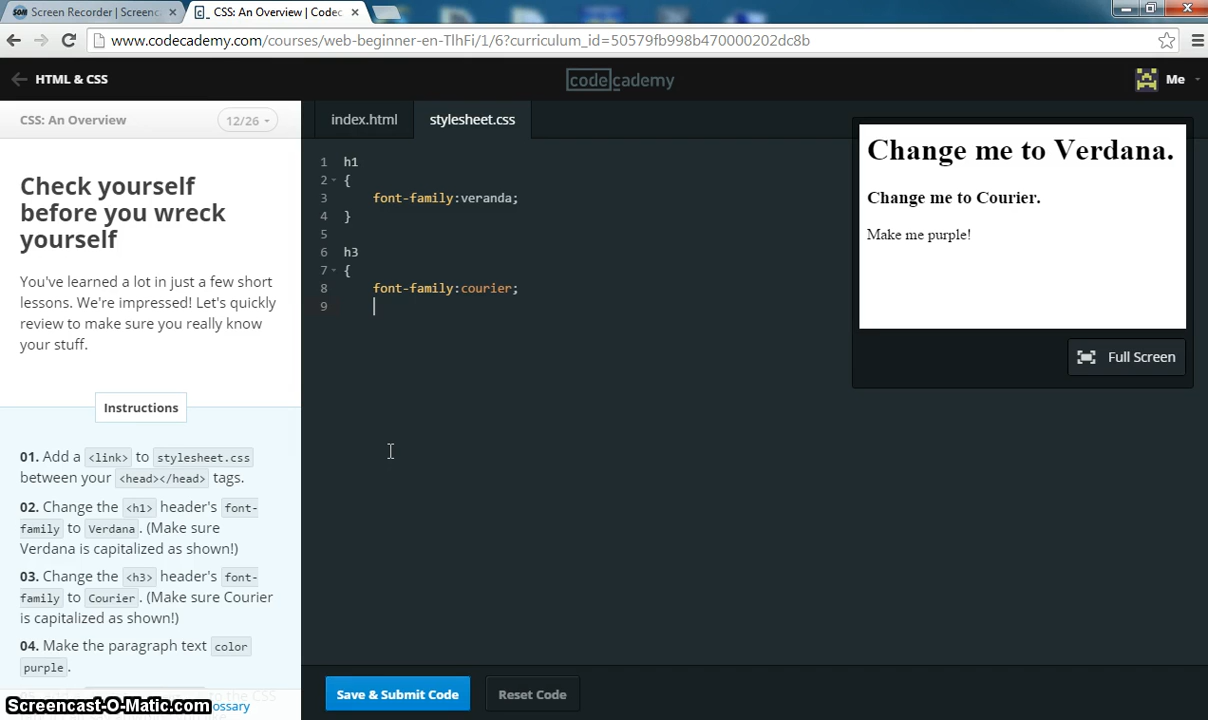 Screen Recorder | Screenca
CSS: An Overview | Codec
www.codecademy.com/courses/web-beginner-en-TlhFi/1/6?curriculum_id=50579fb998b470000202dc8b
HTML & CSS
codecademy
Me
CSS: An Overview
12/26
index.html
stylesheet.css
Check yourself
before you wreck
yourself
You've learned a lot in just a few short
lessons. We're impressed! Let's quickly
review to make sure you really know
your stuff.
Instructions
01. Add a <link> to stylesheet.css
between your <head></head> tags.
02. Change the <h1> header's font-
family to Verdana. (Make sure
Verdana is capitalized as shown!)
03. Change the <h3> header's font-
family to Courier. (Make sure Courier
is capitalized as shown!)
04. Make the paragraph text color
purple.
to the CSS
Screencast-O-Matic.com
ossary
1 h1
2 {
3 font-family:veranda;
4 }
5
6 h3
7 {
8 font-family:courier;
9
Change me to Verdana.
Change me to Courier.
Make me purple!
Full Screen
Save & Submit Code
Reset Code